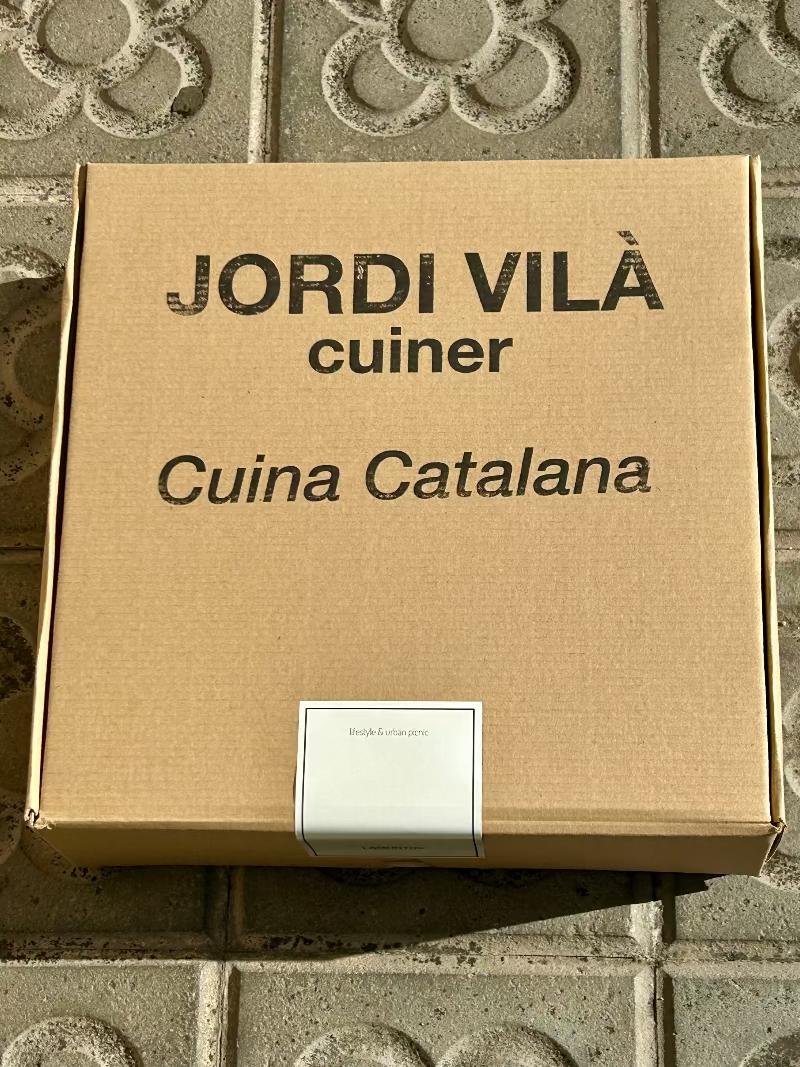 JORDI VILÀ
cuiner
Cuina Catalana
lifestyle & urban picnic